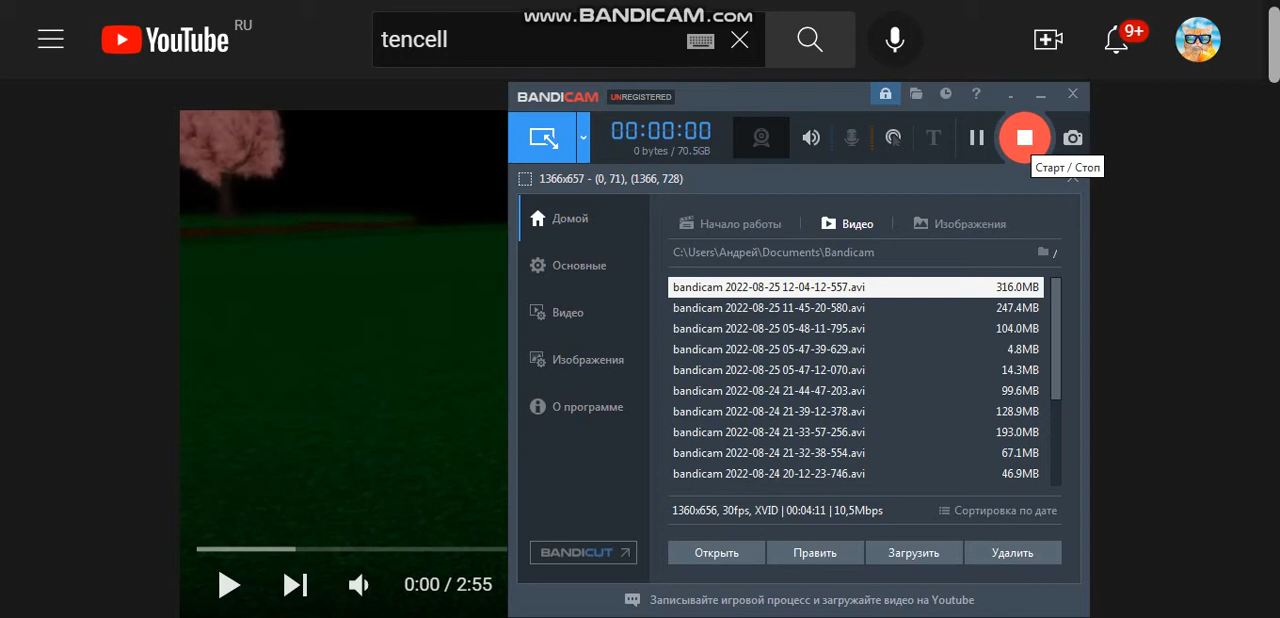 www.BANDICAM.com
YouTube RU
tencell
9+
BANDICAM UNREGISTERED
?
00:00:00
0 bytes / 70.5GB
T
Старт / Стоп
1366x657 - (0, 71), (1366, 728)
Домой
Основные
Видео
Изображения
О программе
BANDICUT
Начало работы
Видео
Изображения
C:\Users\Андрей\Documents\Bandicam
/
bandicam 2022-08-25 12-04-12-557.avi 316.0MB
bandicam 2022-08-25 11-45-20-580.avi 247.4MB
bandicam 2022-08-25 05-48-11-795.avi 104.0MB
bandicam 2022-08-25 05-47-39-629.avi 4.8MB
bandicam 2022-08-25 05-47-12-070.avi 14.3MB
bandicam 2022-08-24 21-44-47-203.avi 99.6MB
bandicam 2022-08-24 21-39-12-378.avi 128.9MB
bandicam 2022-08-24 21-33-57-256.avi 193.0MB
bandicam 2022-08-24 21-32-38-554.avi 67.1MB
bandicam 2022-08-24 20-12-23-746.avi 46.9MB
1360x656, 30fps, XVID | 00:04:11 | 10,5Mbps
Сортировка по дате
Открыть
Править
Загрузить
Удалить
Записывайте игровой процесс и загружайте видео на Youtube
0:00 / 2:55